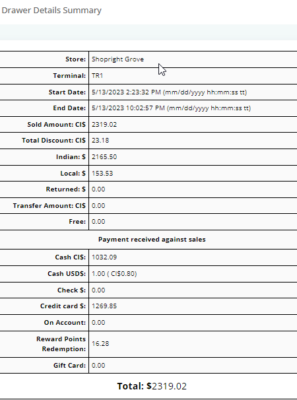 Drawer Details Summary
Store: Shopright Grove
Terminal: TR1
Start Date: 5/13/2023 2:23:32 PM (mm/dd/yyyy hh:mm:ss tt)
End Date: 5/13/2023 10:02:57 PM (mm/dd/yyyy hh:mm:ss tt)
Sold Amount: CI$ 2319.02
Total Discount: CI$ 23.18
Indian: $ 2165.50
Local: $ 153.53
Returned: $ 0.00
Transfer Amount: CI$ 0.00
Free: 0.00
Payment received against sales
Cash CI$: 1032.09
Cash USD$: 1.00 ( CI$0.80)
Check $: 0.00
Credit card $: 1269.85
On Account: 0.00
Reward Points
Redemption: 16.28
Gift Card: 0.00
Total: $2319.02